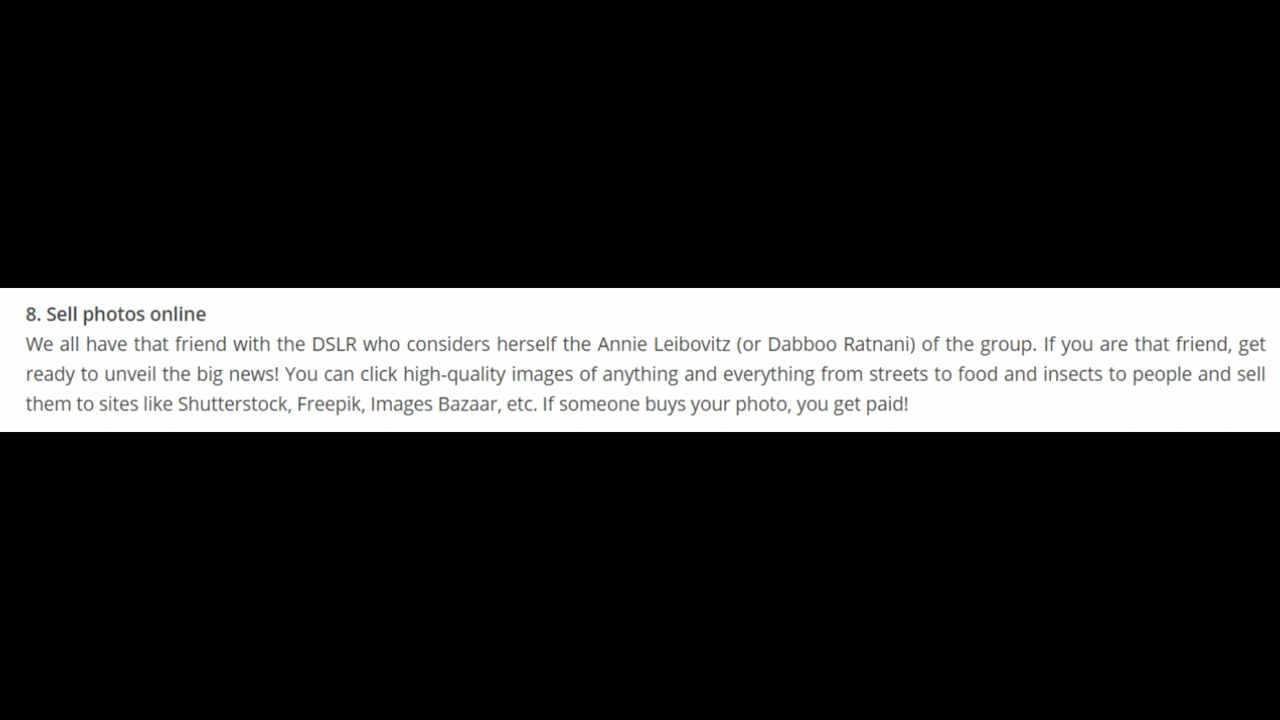 8. Sell photos online
We all have that friend with the DSLR who considers herself the Annie Leibovitz (or Dabboo Ratnani) of the group. If you are that friend, get
ready to unveil the big news! You can click high-quality images of anything and everything from streets to food and insects to people and sell
them to sites like Shutterstock, Freepik, Images Bazaar, etc. If someone buys your photo, you get paid!